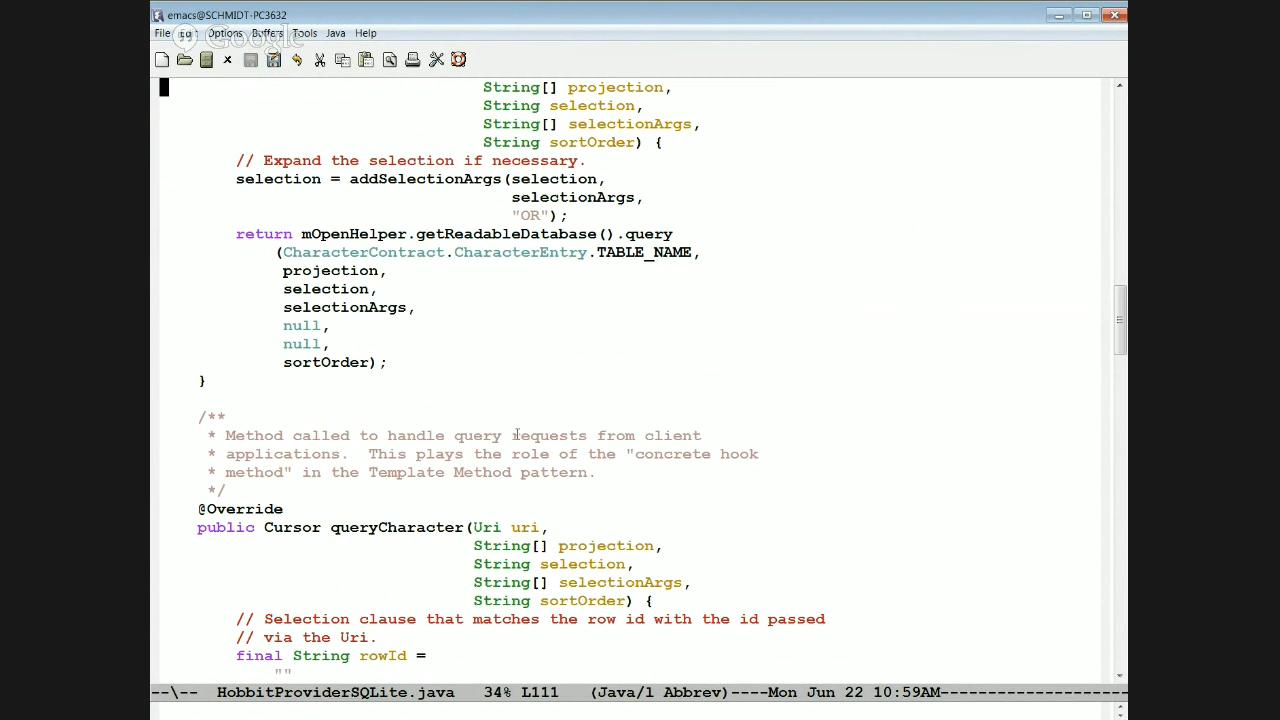 emacs@SCHMIDT-PC3632
File Edit Options Buffers Tools Java Help
Google
String[] projection,
String selection,
String[] selectionArgs,
String sortOrder) {
// Expand the selection if necessary.
selection = addSelectionArgs(selection,
selectionArgs,
"OR");
return mOpenHelper.getReadableDatabase().query
(CharacterContract.CharacterEntry.TABLE_NAME,
projection,
selection,
selectionArgs,
null,
null,
sortOrder);
}
/**
* Method called to handle query requests from client
* applications.  This plays the role of the "concrete hook
* method" in the Template Method pattern.
*/
@Override
public Cursor queryCharacter(Uri uri,
String[] projection,
String selection,
String[] selectionArgs,
String sortOrder) {
// Selection clause that matches the row id with the id passed
// via the Uri.
final String rowId =
""
--\-- HobbitProviderSQLite.java 34% L111 (Java/l Abbrev)----Mon Jun 22 10:59AM--------------------